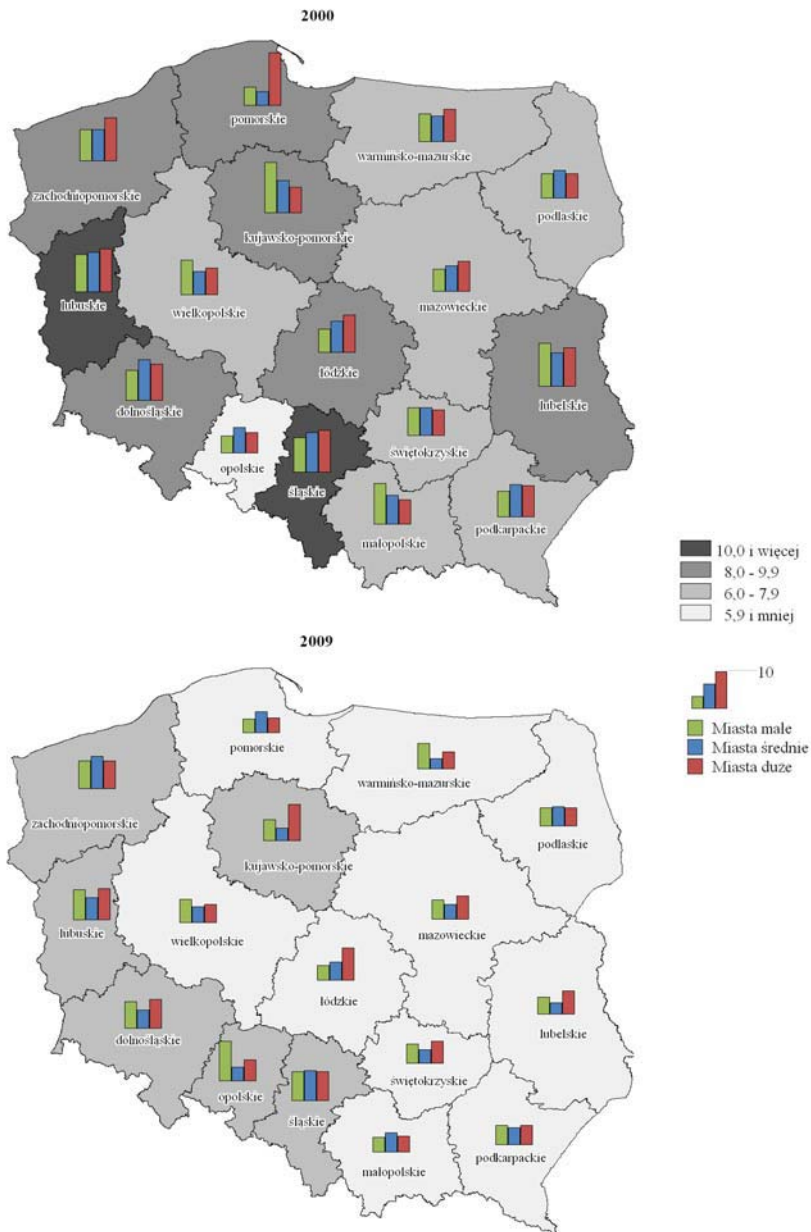 2000
pomorskie
warmińsko-mazurskie
zachodniopomorskie
podlaskie
kujawsko-pomorskie
lubuskie
wielkopolskie
mazowieckie
łódzkie
dolnośląskie
lubelskie
opolskie
świętokrzyskie
śląskie
małopolskie
podkarpackie
10,0 i więcej
8,0 - 9,9
6,0 - 7,9
5,9 i mniej
2009
10
Miasta małe
Miasta średnie
Miasta duże
pomorskie
warmińsko-mazurskie
zachodniopomorskie
podlaskie
kujawsko-pomorskie
lubuskie
wielkopolskie
mazowieckie
łódzkie
dolnośląskie
lubelskie
opolskie
świętokrzyskie
śląskie
małopolskie
podkarpackie